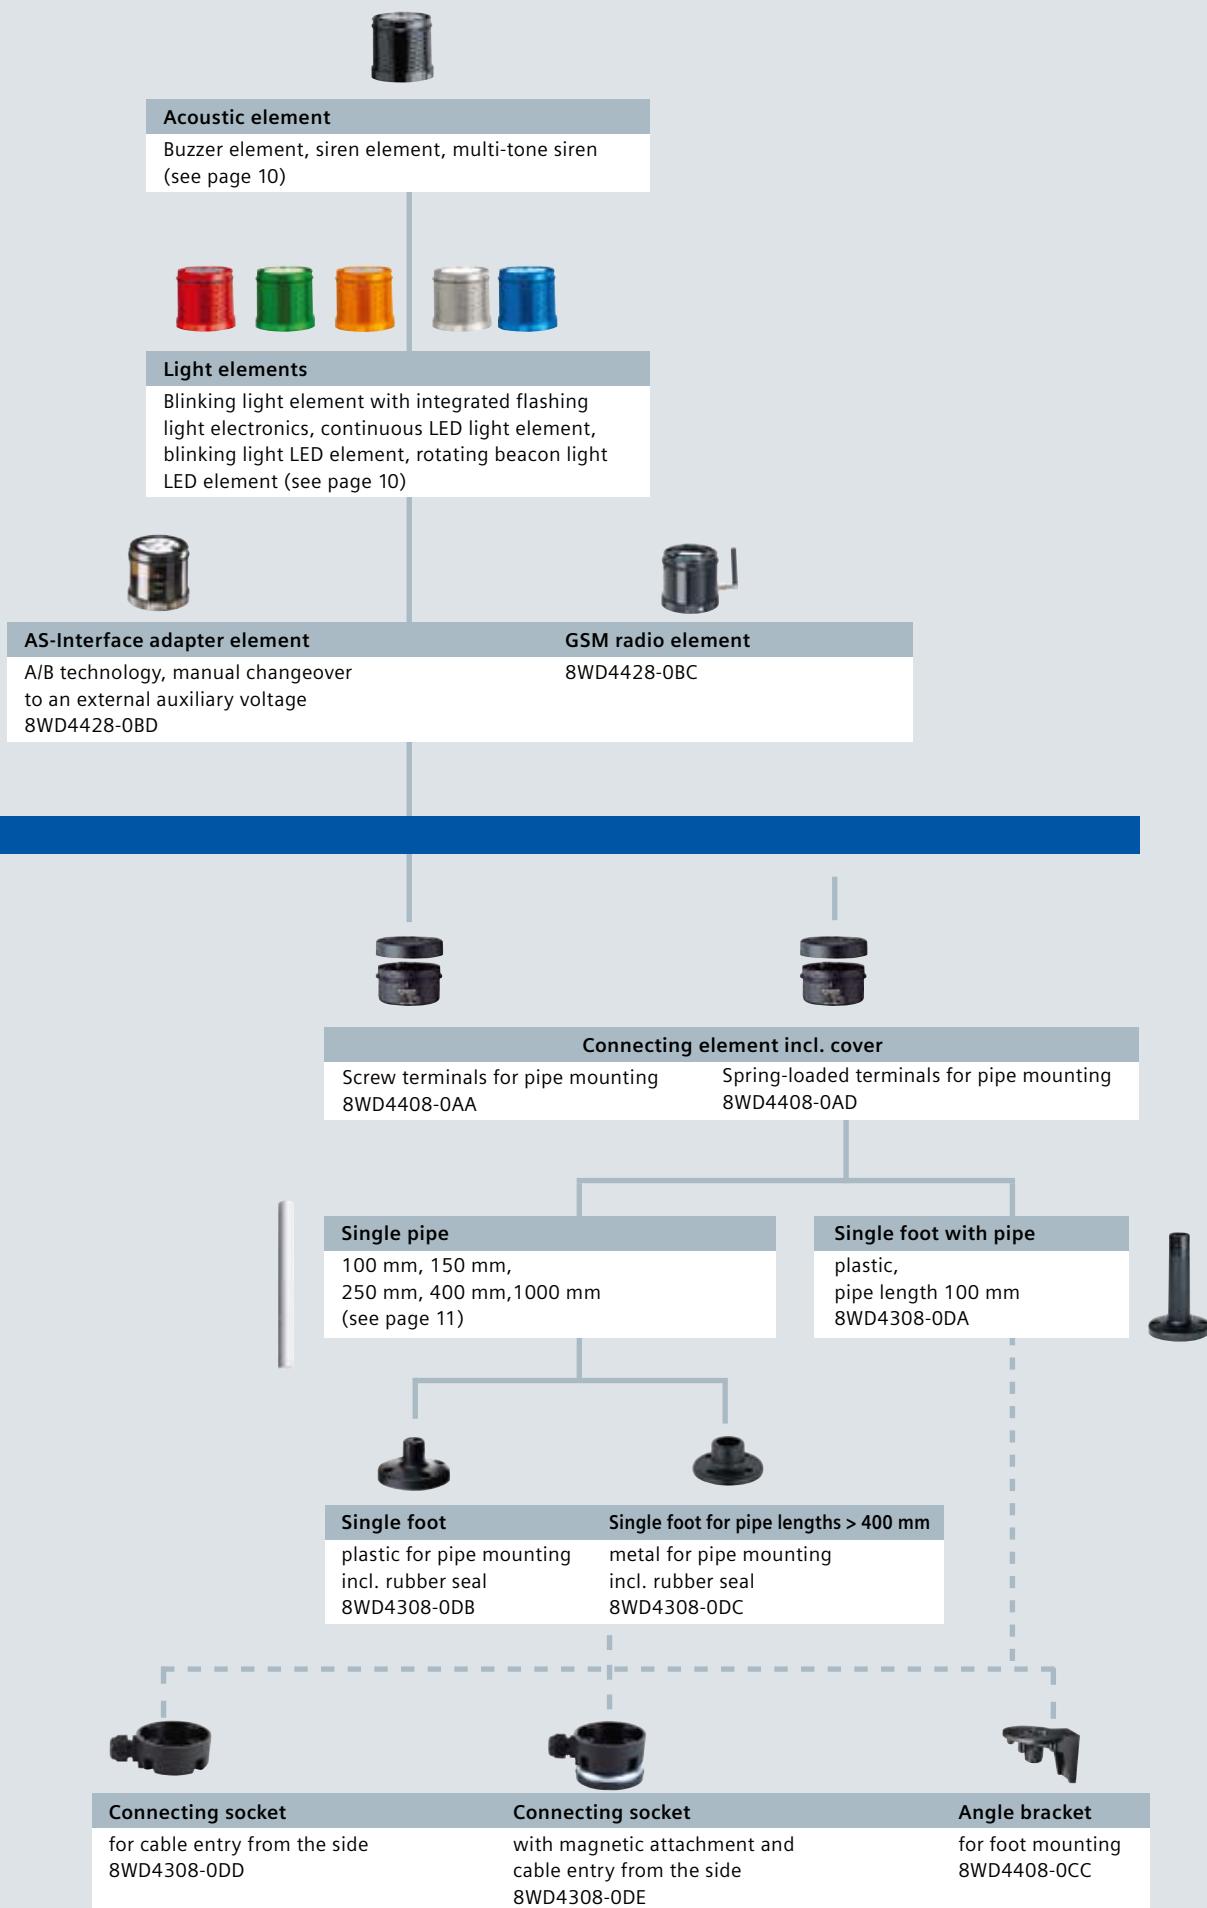 Acoustic element
Buzzer element, siren element, multi-tone siren
(see page 10)
Light elements
Blinking light element with integrated flashing
light electronics, continuous LED light element,
blinking light LED element, rotating beacon light
LED element (see page 10)
AS-Interface adapter element
A/B technology, manual changeover
to an external auxiliary voltage
8WD4428-0BD
GSM radio element
8WD4428-0BC
Connecting element incl. cover
Screw terminals for pipe mounting
8WD4408-0AA
Spring-loaded terminals for pipe mounting
8WD4408-0AD
Single pipe
100 mm, 150 mm,
250 mm, 400 mm,1000 mm
(see page 11)
Single foot with pipe
plastic,
pipe length 100 mm
8WD4308-0DA
Single foot
plastic for pipe mounting
incl. rubber seal
8WD4308-0DB
Single foot for pipe lengths > 400 mm
metal for pipe mounting
incl. rubber seal
8WD4308-0DC
Connecting socket
for cable entry from the side
8WD4308-0DD
Connecting socket
with magnetic attachment and
cable entry from the side
8WD4308-0DE
Angle bracket
for foot mounting
8WD4408-0CC